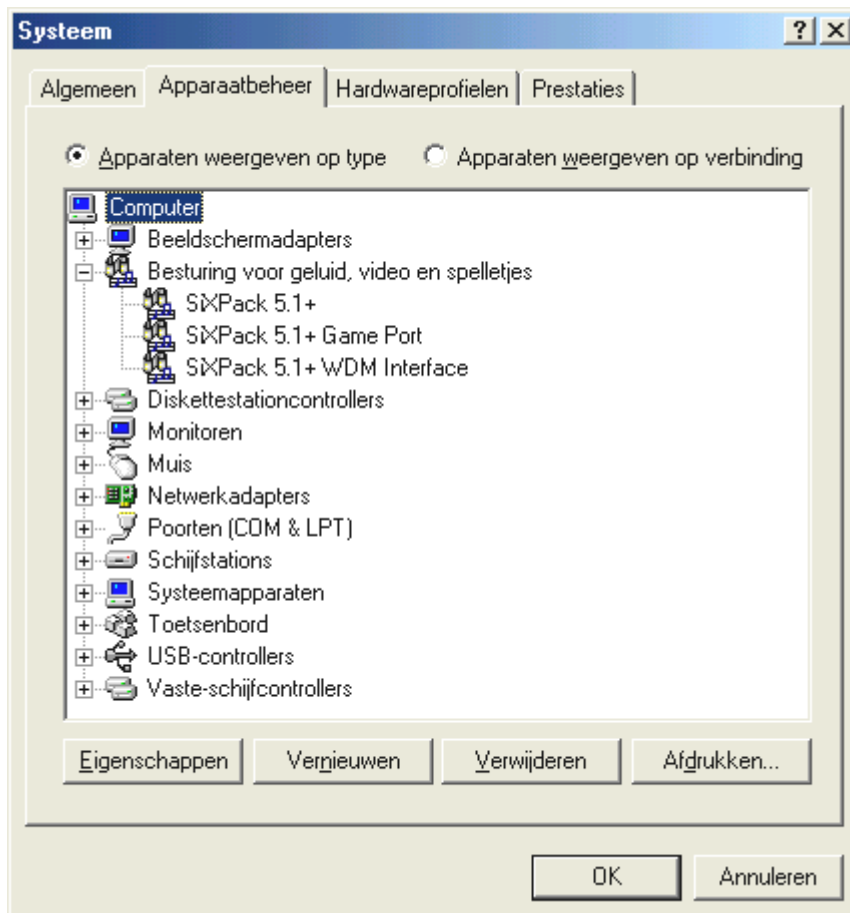 Systeem
Algemeen Apparaatbeheer Hardwareprofielen Prestaties
Apparaten weergeven op type Apparaten weergeven op verbinding
Computer
Beeldschermadapters
Besturing voor geluid, video en spelletjes
SiXPack 5.1+
SiXPack 5.1+ Game Port
SiXPack 5.1+ WDM Interface
Diskettestationcontrollers
Monitoren
Muis
Netwerkadapters
Poorten (COM & LPT)
Schijfstations
Systeemapparaten
Toetsenbord
USB-controllers
Vaste-schijfcontrollers
Eigenschappen Vernieuwen Verwijderen Afdrukken...
OK Annuleren